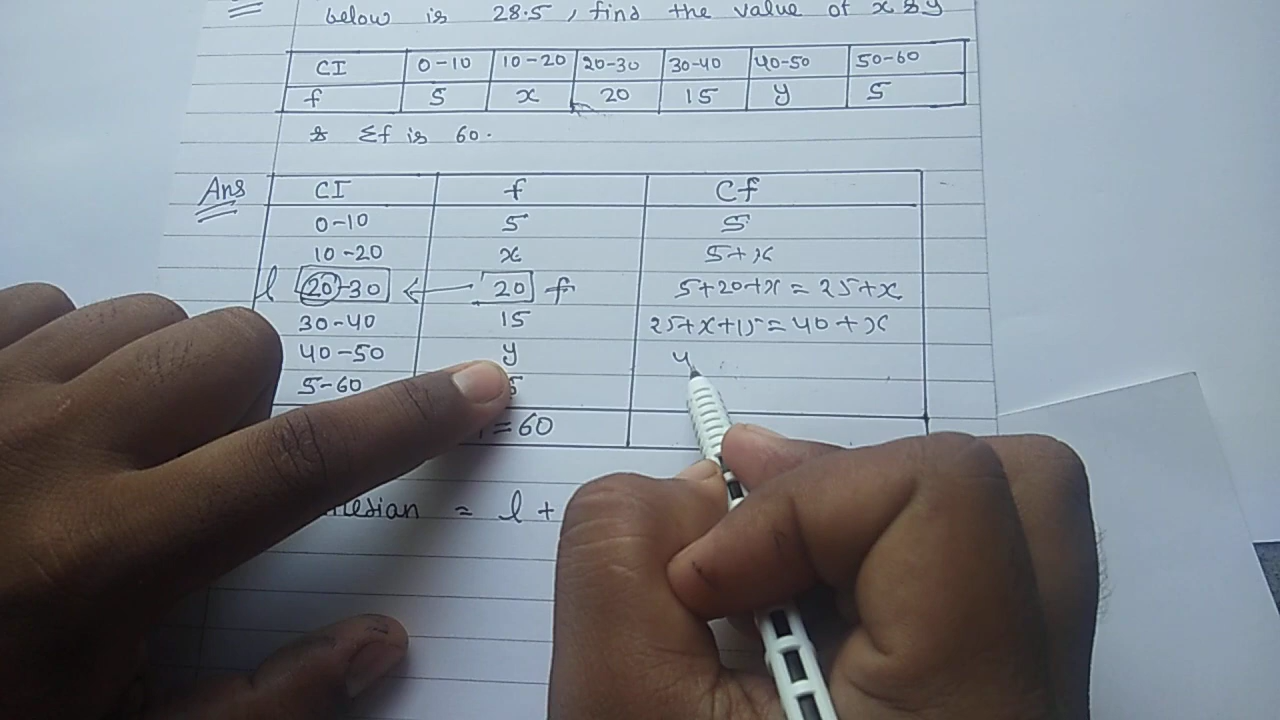 below is 28.5, find the value of x & y
CI 0-10 10-20 20-30 30-40 40-50 50-60
f 5 x 20 15 y 5
& Σf is 60.
Ans CI f Cf
0-10 5 5
10-20 x 5+x
l 20-30 ← 20 f 5+20+x = 25+x
30-40 15 25+x+15 = 40+x
40-50 y 4
5-60 5
= 60
median = l +